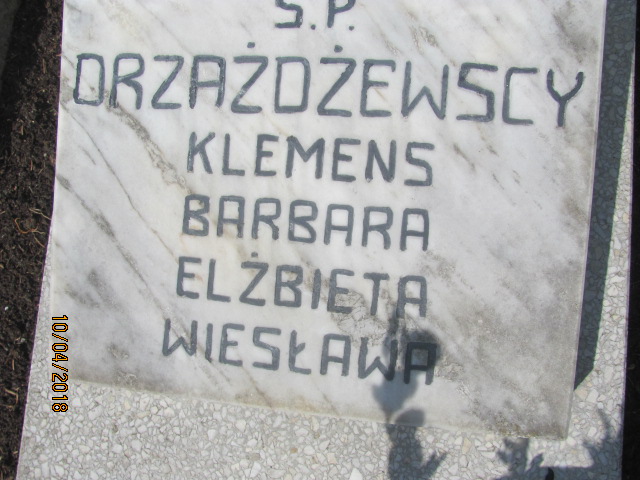 Ś.P.
DRZAŻDŻEWSCY
KLEMENS
BARBARA
ELŻBIETA
WIESŁAWA
10/04/2018